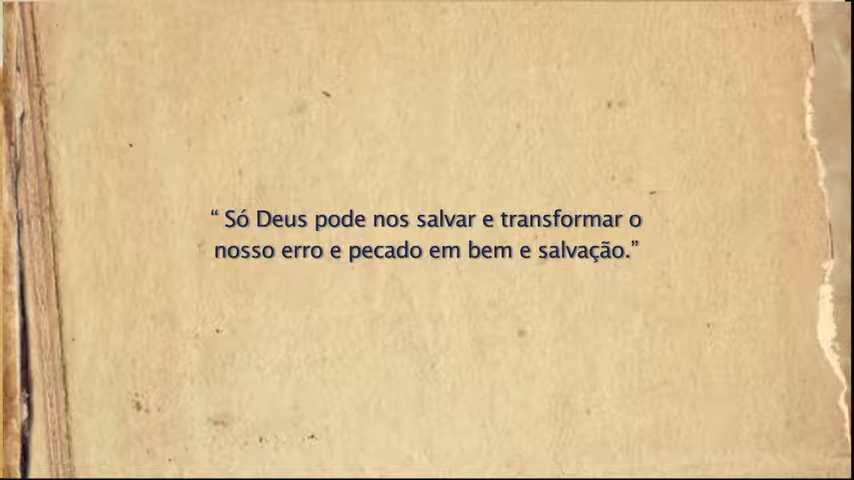 “ Só Deus pode nos salvar e transformar o
nosso erro e pecado em bem e salvação.”